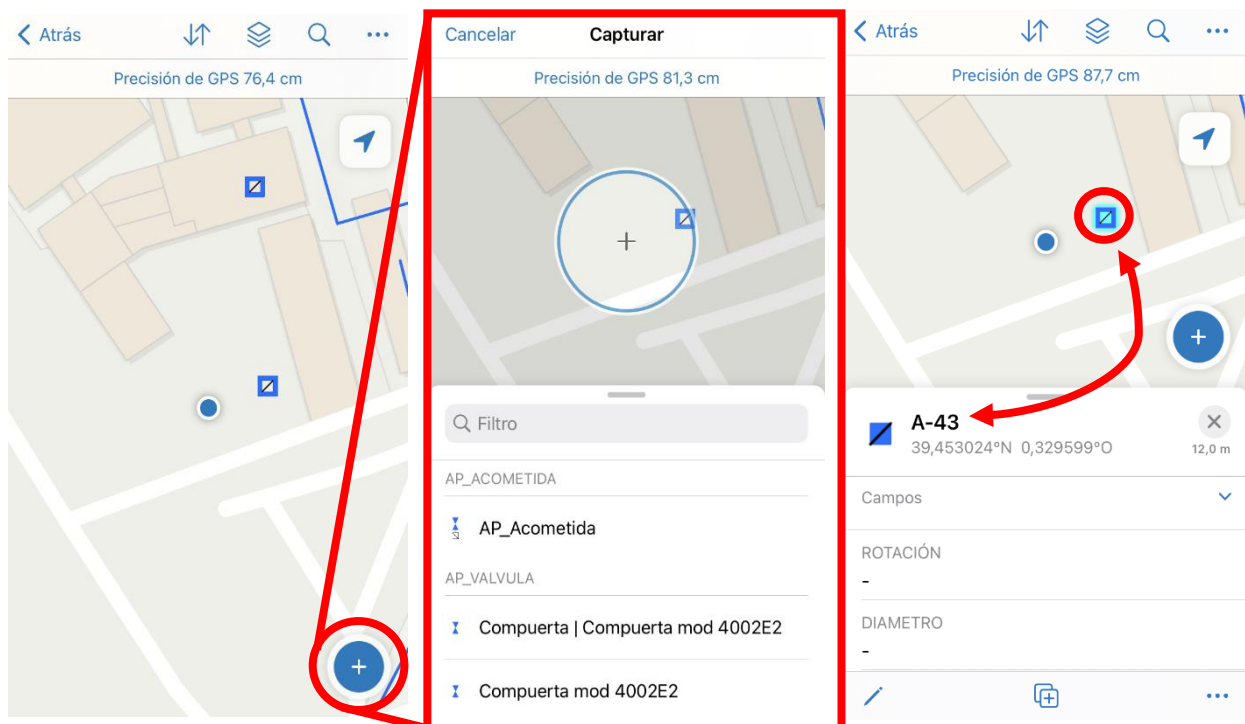 Atrás
Precisión de GPS 76,4 cm
Cancelar Capturar
Precisión de GPS 81,3 cm
Filtro
AP_ACOMETIDA
AP_Acometida
AP_VALVULA
Compuerta | Compuerta mod 4002E2
Compuerta mod 4002E2
Atrás
Precisión de GPS 87,7 cm
A-43
39,453024°N 0,329599°O
12,0 m
Campos
ROTACIÓN
-
DIAMETRO
-